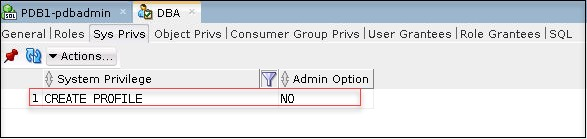 SQL PDB1-pdbadmin DBA
General Roles Sys Privs Object Privs Consumer Group Privs User Grantees Role Grantees SQL
Actions...
System Privilege Admin Option
1 CREATE PROFILE NO